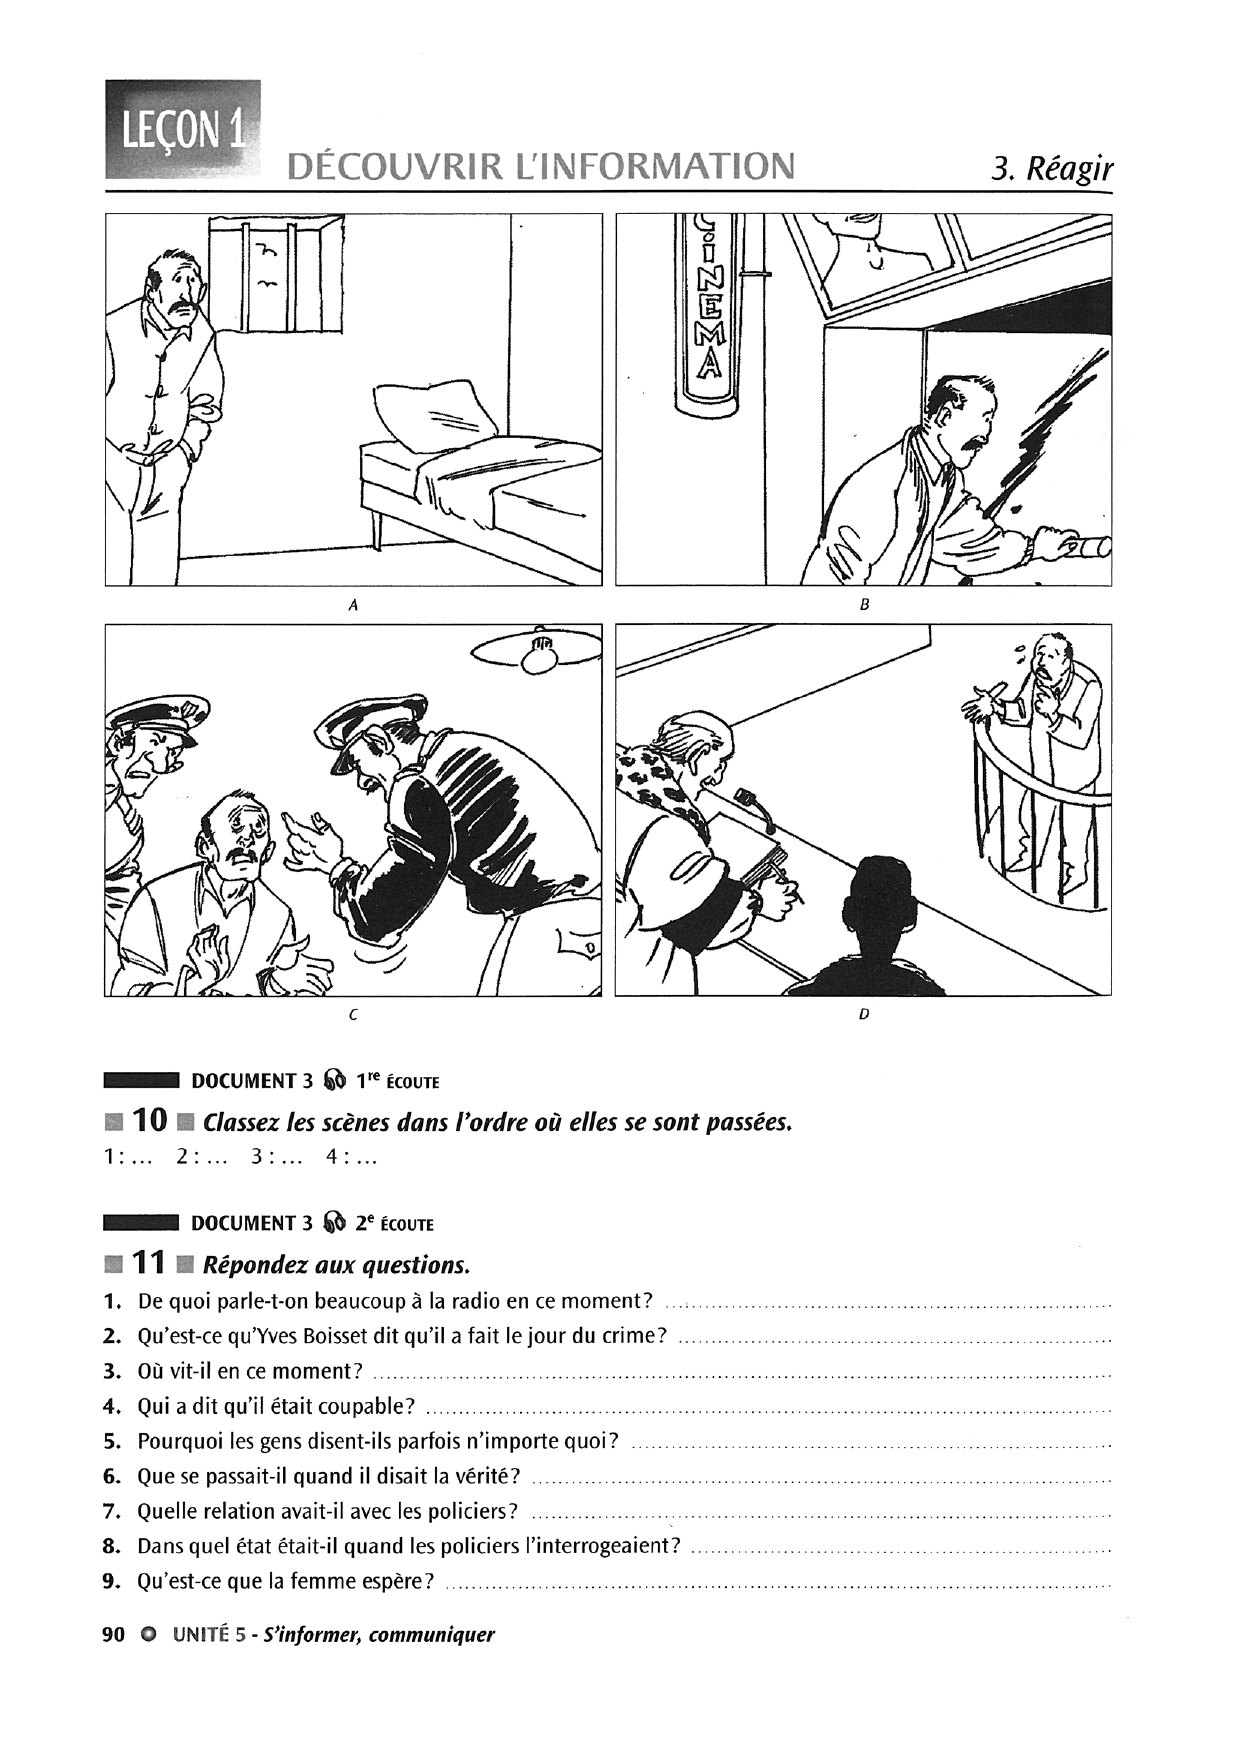 LEÇON 1
DÉCOUVRIR L'INFORMATION
3. Réagir
CINEMA
A
B
C
D
DOCUMENT 3 1re ÉCOUTE
10 Classez les scènes dans l'ordre où elles se sont passées.
1 : ... 2 : ... 3 : ... 4 : ...
DOCUMENT 3 2e ÉCOUTE
11 Répondez aux questions.
1. De quoi parle-t-on beaucoup à la radio en ce moment ?
2. Qu'est-ce qu'Yves Boisset dit qu'il a fait le jour du crime ?
3. Où vit-il en ce moment ?
4. Qui a dit qu'il était coupable ?
5. Pourquoi les gens disent-ils parfois n'importe quoi ?
6. Que se passait-il quand il disait la vérité ?
7. Quelle relation avait-il avec les policiers ?
8. Dans quel état était-il quand les policiers l'interrogeaient ?
9. Qu'est-ce que la femme espère ?
90 UNITÉ 5 - S'informer, communiquer